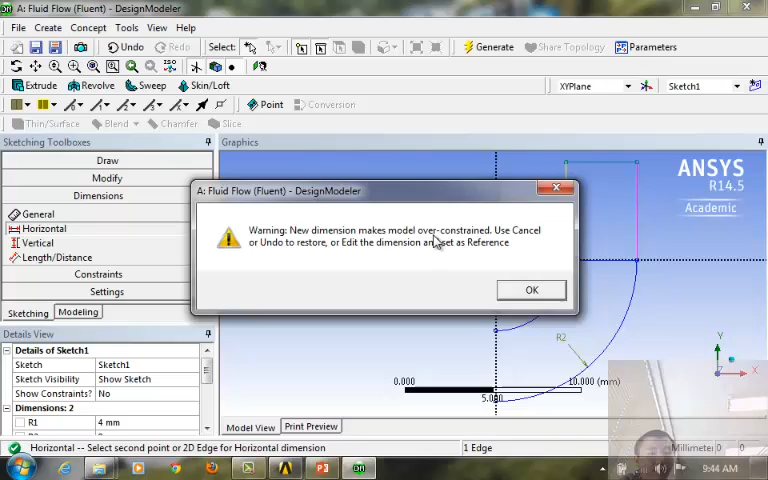 A: Fluid Flow (Fluent) - DesignModeler
File Create Concept Tools View Help
Undo Redo Select: Generate Share Topology Parameters
ISO
Extrude Revolve Sweep Skin/Loft XYPlane Sketch1
Point Conversion
Thin/Surface Blend Chamfer Slice
Sketching Toolboxes Graphics
Draw
Modify
Dimensions
General
Horizontal
Vertical
Length/Distance
Constraints
Settings
Sketching Modeling
ANSYS
R14.5
Academic
A: Fluid Flow (Fluent) - DesignModeler
Warning: New dimension makes model over-constrained. Use Cancel
or Undo to restore, or Edit the dimension and set as Reference
OK
Details View
Details of Sketch1
Sketch Sketch1
Sketch Visibility Show Sketch
Show Constraints? No
Dimensions: 2
R1 4 mm
R2
Y
X
0.000 10.000 (mm)
5.000
Model View Print Preview
Horizontal -- Select second point or 2D Edge for Horizontal dimension 1 Edge Millimeter 0 0
9:44 AM